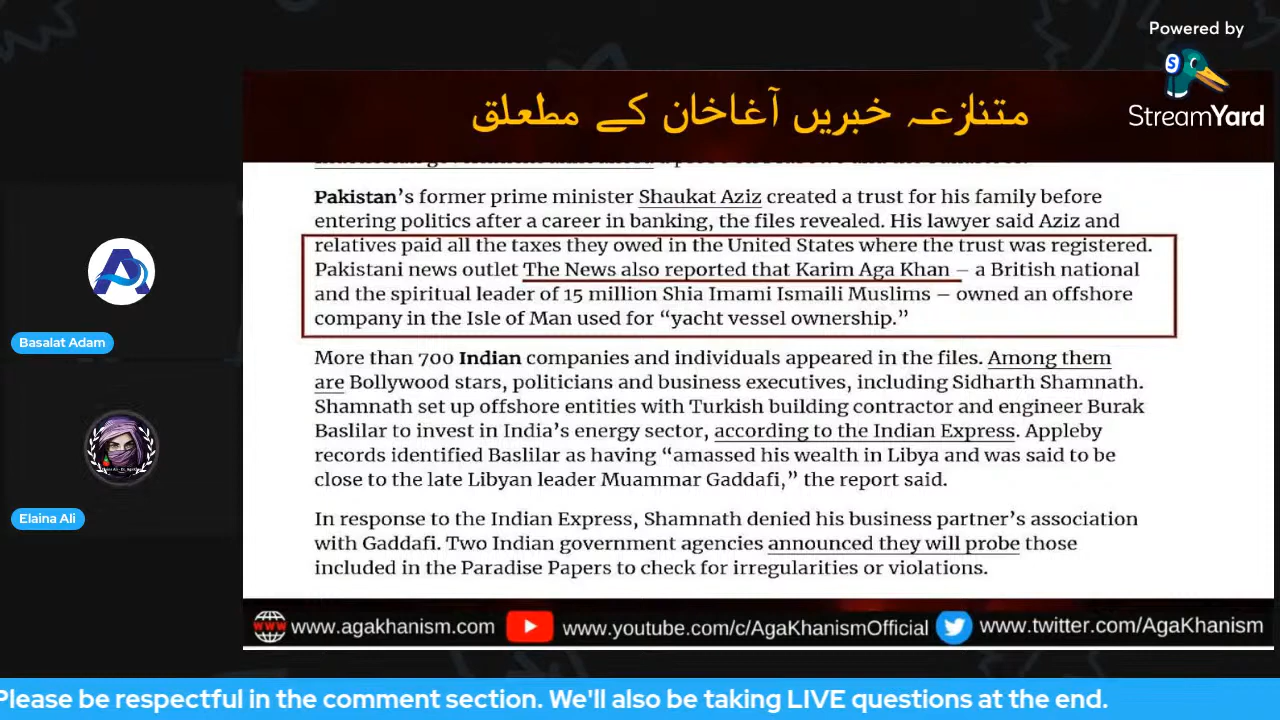 Powered by
StreamYard
متنازعہ خبریں آغاخان کے مطعلق
Pakistan's former prime minister Shaukat Aziz created a trust for his family before
entering politics after a career in banking, the files revealed. His lawyer said Aziz and
relatives paid all the taxes they owed in the United States where the trust was registered.
Pakistani news outlet The News also reported that Karim Aga Khan – a British national
and the spiritual leader of 15 million Shia Imami Ismaili Muslims – owned an offshore
company in the Isle of Man used for “yacht vessel ownership.”
More than 700 Indian companies and individuals appeared in the files. Among them
are Bollywood stars, politicians and business executives, including Sidharth Shamnath.
Shamnath set up offshore entities with Turkish building contractor and engineer Burak
Baslilar to invest in India's energy sector, according to the Indian Express. Appleby
records identified Baslilar as having “amassed his wealth in Libya and was said to be
close to the late Libyan leader Muammar Gaddafi,” the report said.
In response to the Indian Express, Shamnath denied his business partner's association
with Gaddafi. Two Indian government agencies announced they will probe those
included in the Paradise Papers to check for irregularities or violations.
www.agakhanism.com www.youtube.com/c/AgaKhanismOfficial www.twitter.com/AgaKhanism
Basalat Adam
Elaina Ali
Please be respectful in the comment section. We'll also be taking LIVE questions at the end.